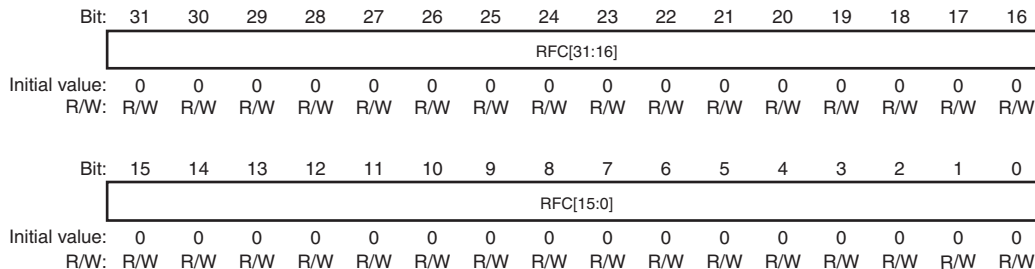 Bit: 31 30 29 28 27 26 25 24 23 22 21 20 19 18 17 16
RFC[31:16]
Initial value: 0 0 0 0 0 0 0 0 0 0 0 0 0 0 0 0
R/W: R/W R/W R/W R/W R/W R/W R/W R/W R/W R/W R/W R/W R/W R/W R/W R/W
Bit: 15 14 13 12 11 10 9 8 7 6 5 4 3 2 1 0
RFC[15:0]
Initial value: 0 0 0 0 0 0 0 0 0 0 0 0 0 0 0 0
R/W: R/W R/W R/W R/W R/W R/W R/W R/W R/W R/W R/W R/W R/W R/W R/W R/W